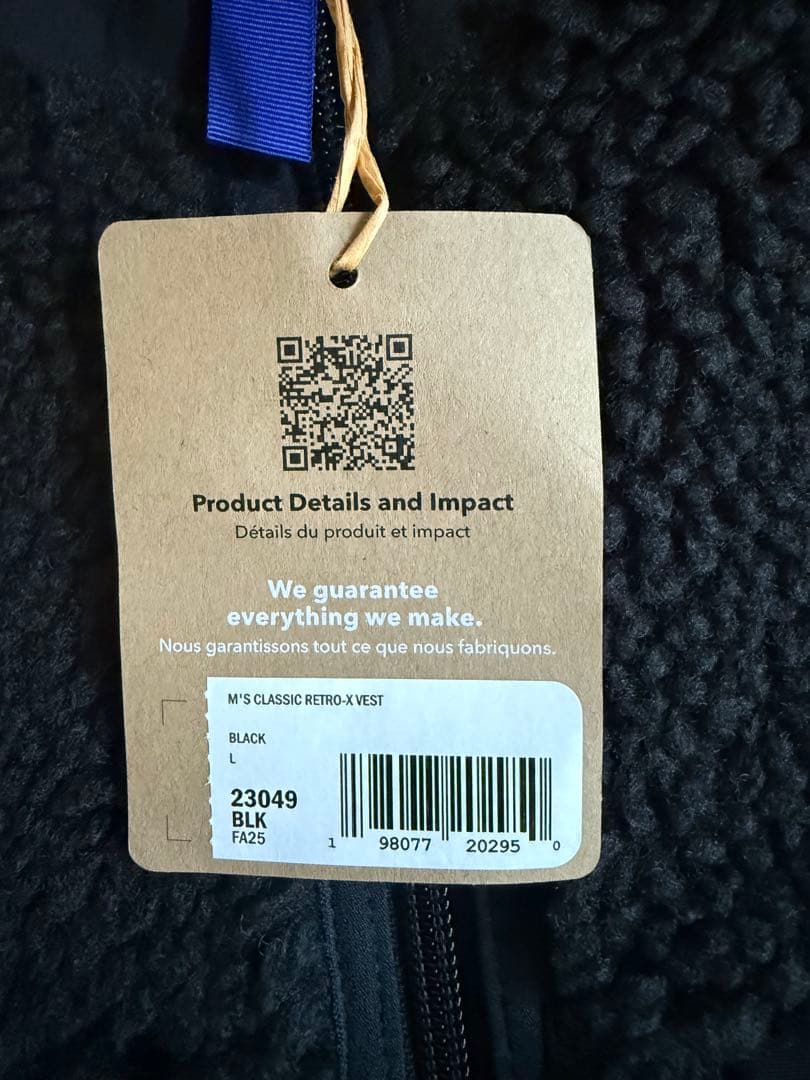 Product Details and Impact
Détails du produit et impact
We guarantee
everything we make.
Nous garantissons tout ce que nous fabriquons.
M'S CLASSIC RETRO-X VEST
BLACK
L
23049
BLK
FA25
1 98077 20295 0